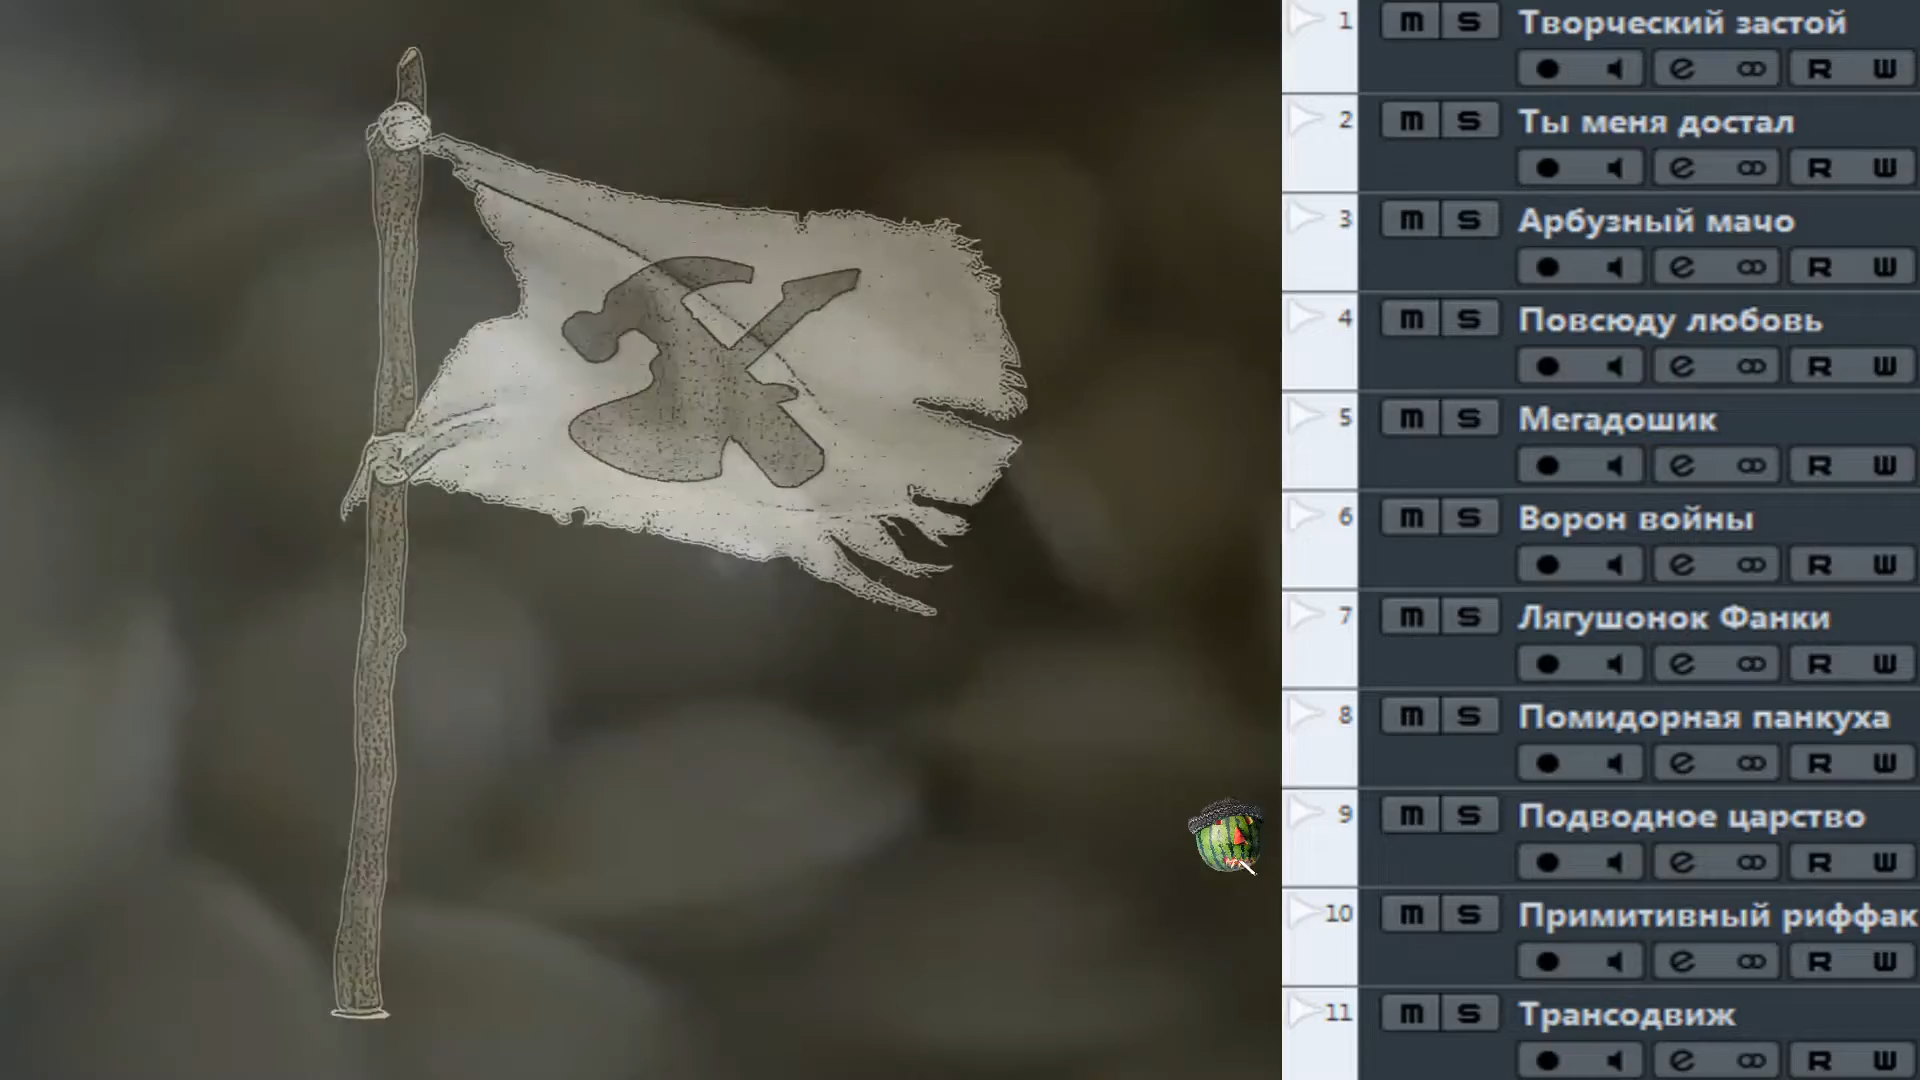 1 m s Творческий застой
e R W
2 m s Ты меня достал
e R W
3 m s Арбузный мачо
e R W
4 m s Повсюду любовь
e R W
5 m s Мегадошик
e R W
6 m s Ворон войны
e R W
7 m s Лягушонок Фанки
e R W
8 m s Помидорная панкуха
e R W
9 m s Подводное царство
e R W
10 m s Примитивный риффак
e R W
11 m s Трансодвиж
e R W